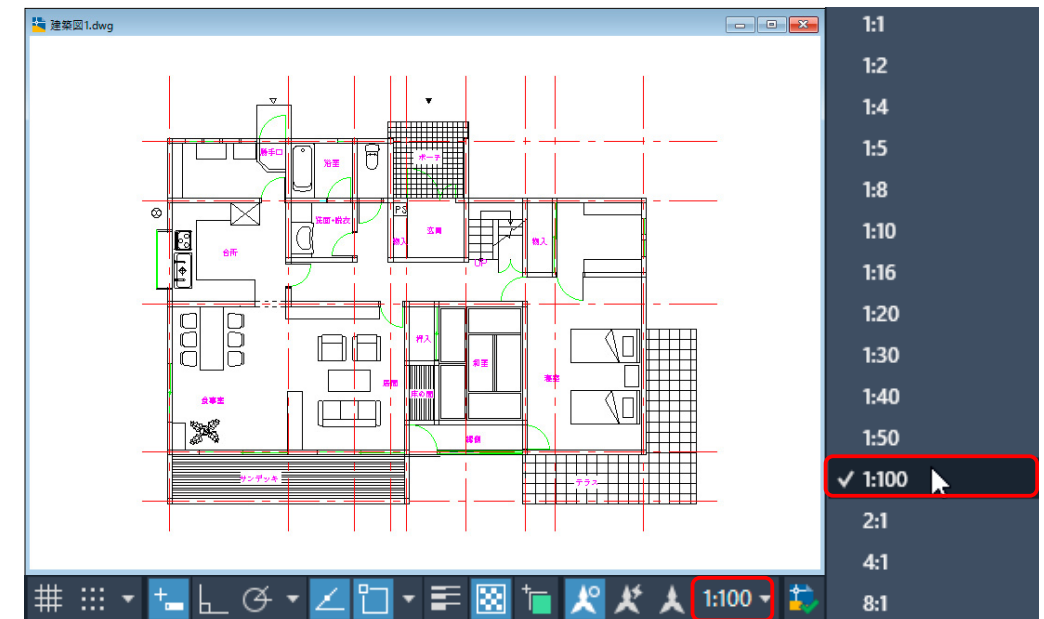 建築図1.dwg
勝手口
浴室
ポーチ
洗面・脱衣
PS
物入
玄関
物入
台所
UP
押入
和室
居間
寝室
床の間
食事室
縁側
サンデッキ
テラス
1:100
1:1
1:2
1:4
1:5
1:8
1:10
1:16
1:20
1:30
1:40
1:50
1:100
2:1
4:1
8:1